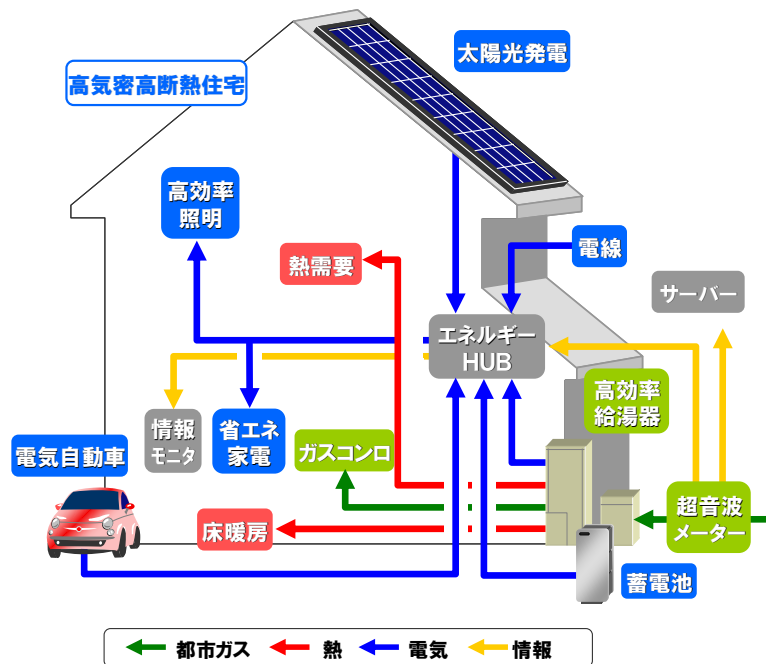 太陽光発電
高気密高断熱住宅
高効率
照明
電線
熱需要
サーバー
エネルギー
HUB
高効率
給湯器
情報
モニタ
省エネ
家電
ガスコンロ
電気自動車
超音波
メーター
床暖房
蓄電池
都市ガス 熱 電気 情報